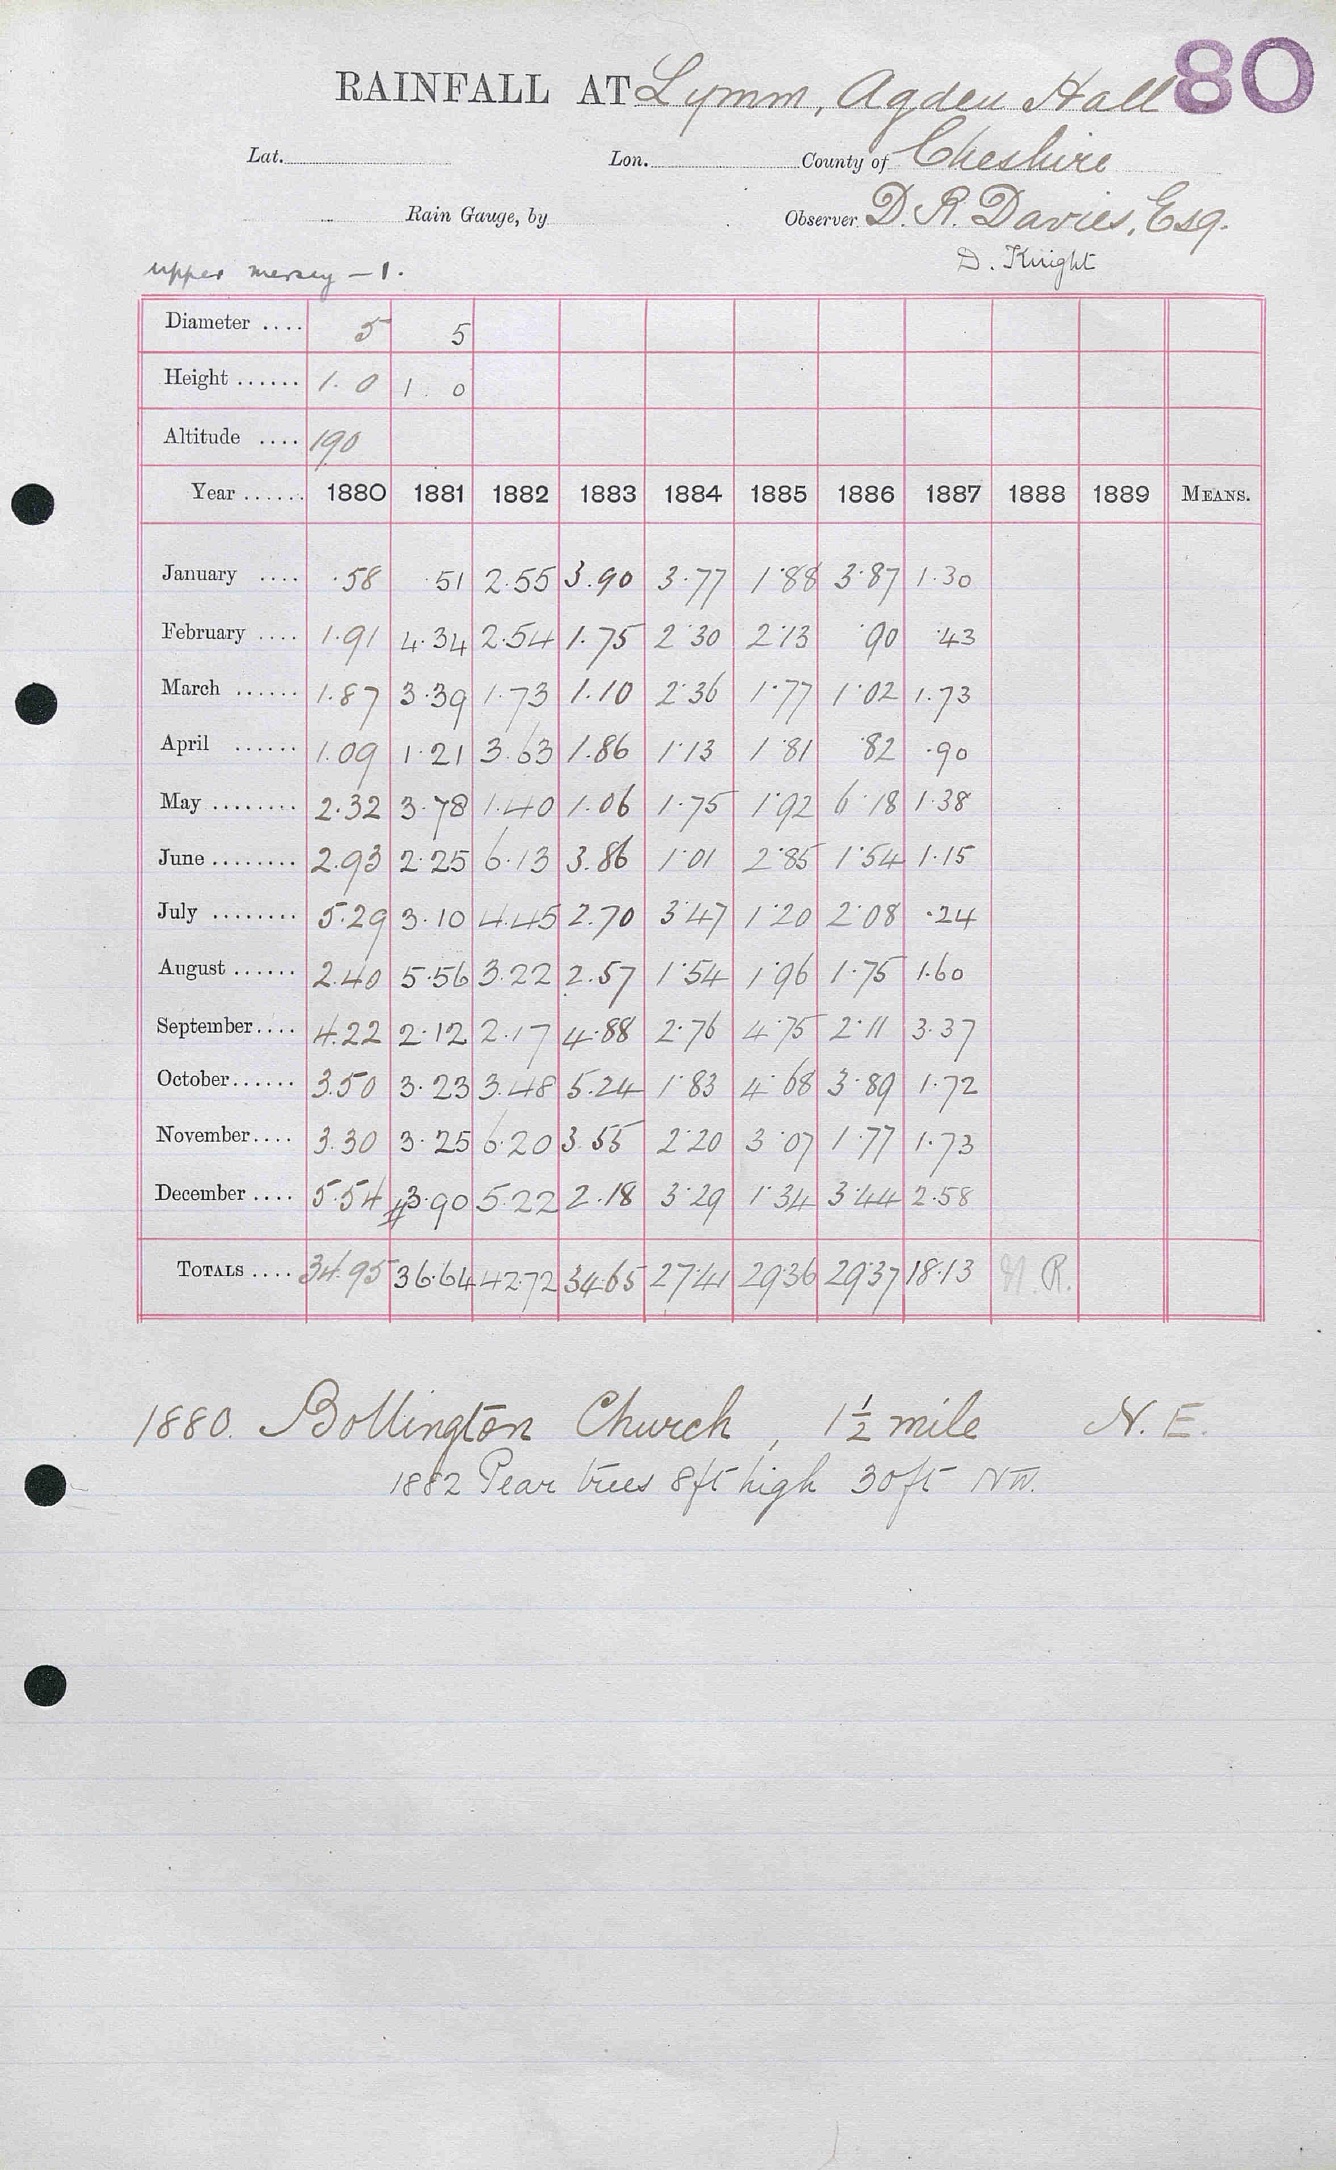 80
RAINFALL AT Lymm, Agden Hall
Lat. Lon. County of Cheshire
Rain Gauge, by Observer D. R. Davies, Esq.
D. Knight
upper mersey - 1.
Diameter .... 5 5
Height ...... 1. 0 1. 0
Altitude .... 190
Year ...... 1880 1881 1882 1883 1884 1885 1886 1887 1888 1889 MEANS.
January .... .58 .51 2.55 3.90 3.77 1.88 3.87 1.30
February .... 1.91 4.34 2.54 1.75 2.30 2.13 .90 .43
March ...... 1.87 3.39 1.73 1.10 2.36 1.77 1.02 1.73
April ...... 1.09 1.21 3.63 1.86 1.13 1.81 .82 .90
May ........ 2.32 3.78 1.40 1.06 1.75 1.92 6.18 1.38
June ........ 2.93 2.25 6.13 3.86 1.01 2.85 1.54 1.15
July ........ 5.29 3.10 4.45 2.70 3.47 1.20 2.08 .24
August ...... 2.40 5.56 3.22 2.57 1.54 1.96 1.75 1.60
September.... 4.22 2.12 2.17 4.88 2.76 4.75 2.11 3.37
October...... 3.50 3.23 3.48 5.24 1.83 4.68 3.89 1.72
November.... 3.30 3.25 6.20 3.55 2.20 3.07 1.77 1.73
December .... 5.54 3.90 5.22 2.18 3.29 1.34 3.44 2.58
TOTALS .... 34.95 36.64 42.72 34.65 27.41 29.36 29.37 18.13 N.R.
1880. Bollington Church, 1½ mile N. E.
1882 Pear trees 8ft high 30ft NW.